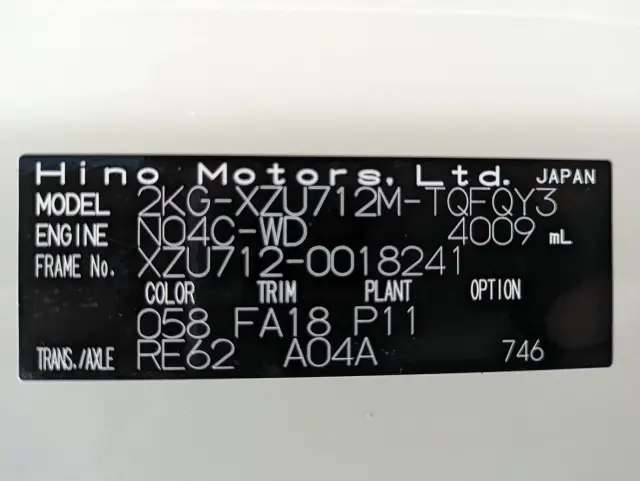 Hino Motors, Ltd. JAPAN
MODEL 2KG-XZU712M-TQFQY3
ENGINE N04C-WD 4009 mL
FRAME No. XZU712-0018241
COLOR TRIM PLANT OPTION
058 FA18 P11
TRANS./AXLE RE62 A04A 746